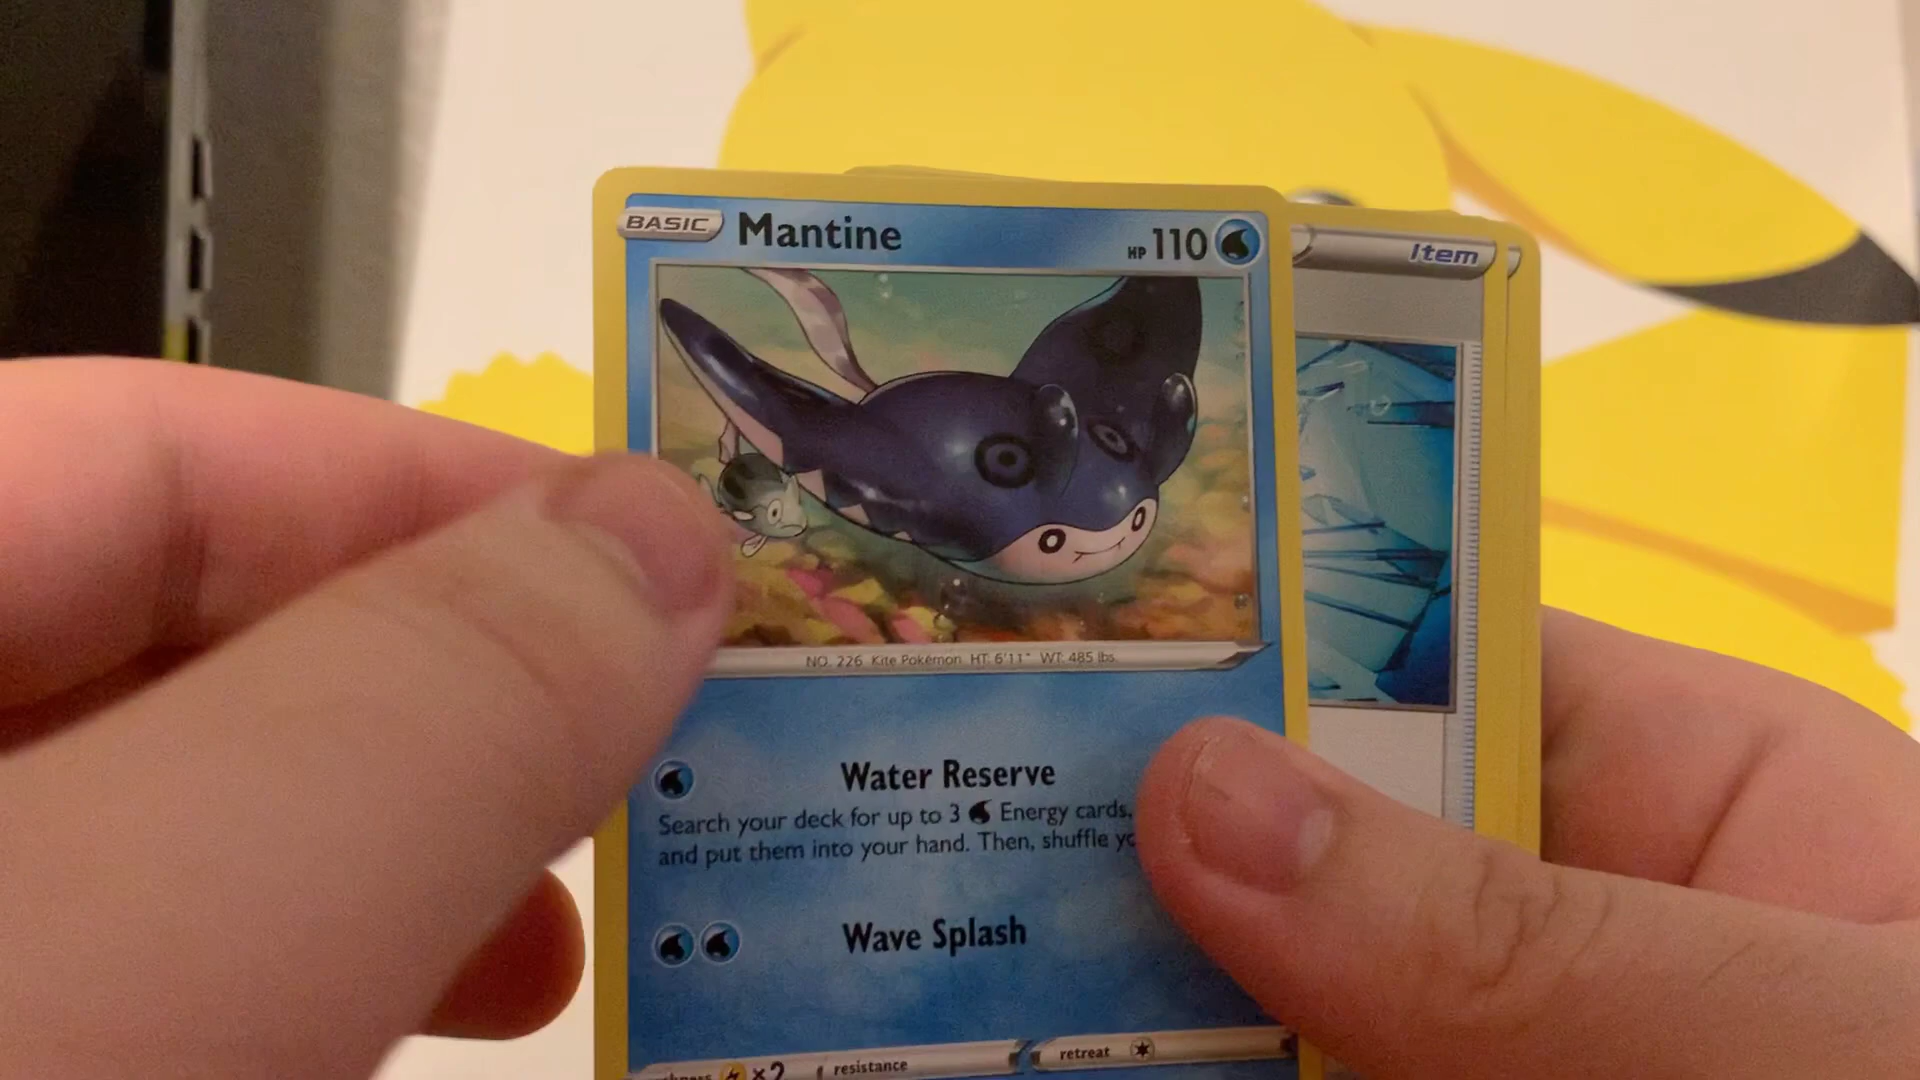 BASIC Mantine HP 110
Item
NO. 226 Kite Pokémon HT: 6'11" WT: 485 lbs.
Water Reserve
Search your deck for up to 3 Energy cards,
and put them into your hand. Then, shuffle
Wave Splash
×2 resistance retreat